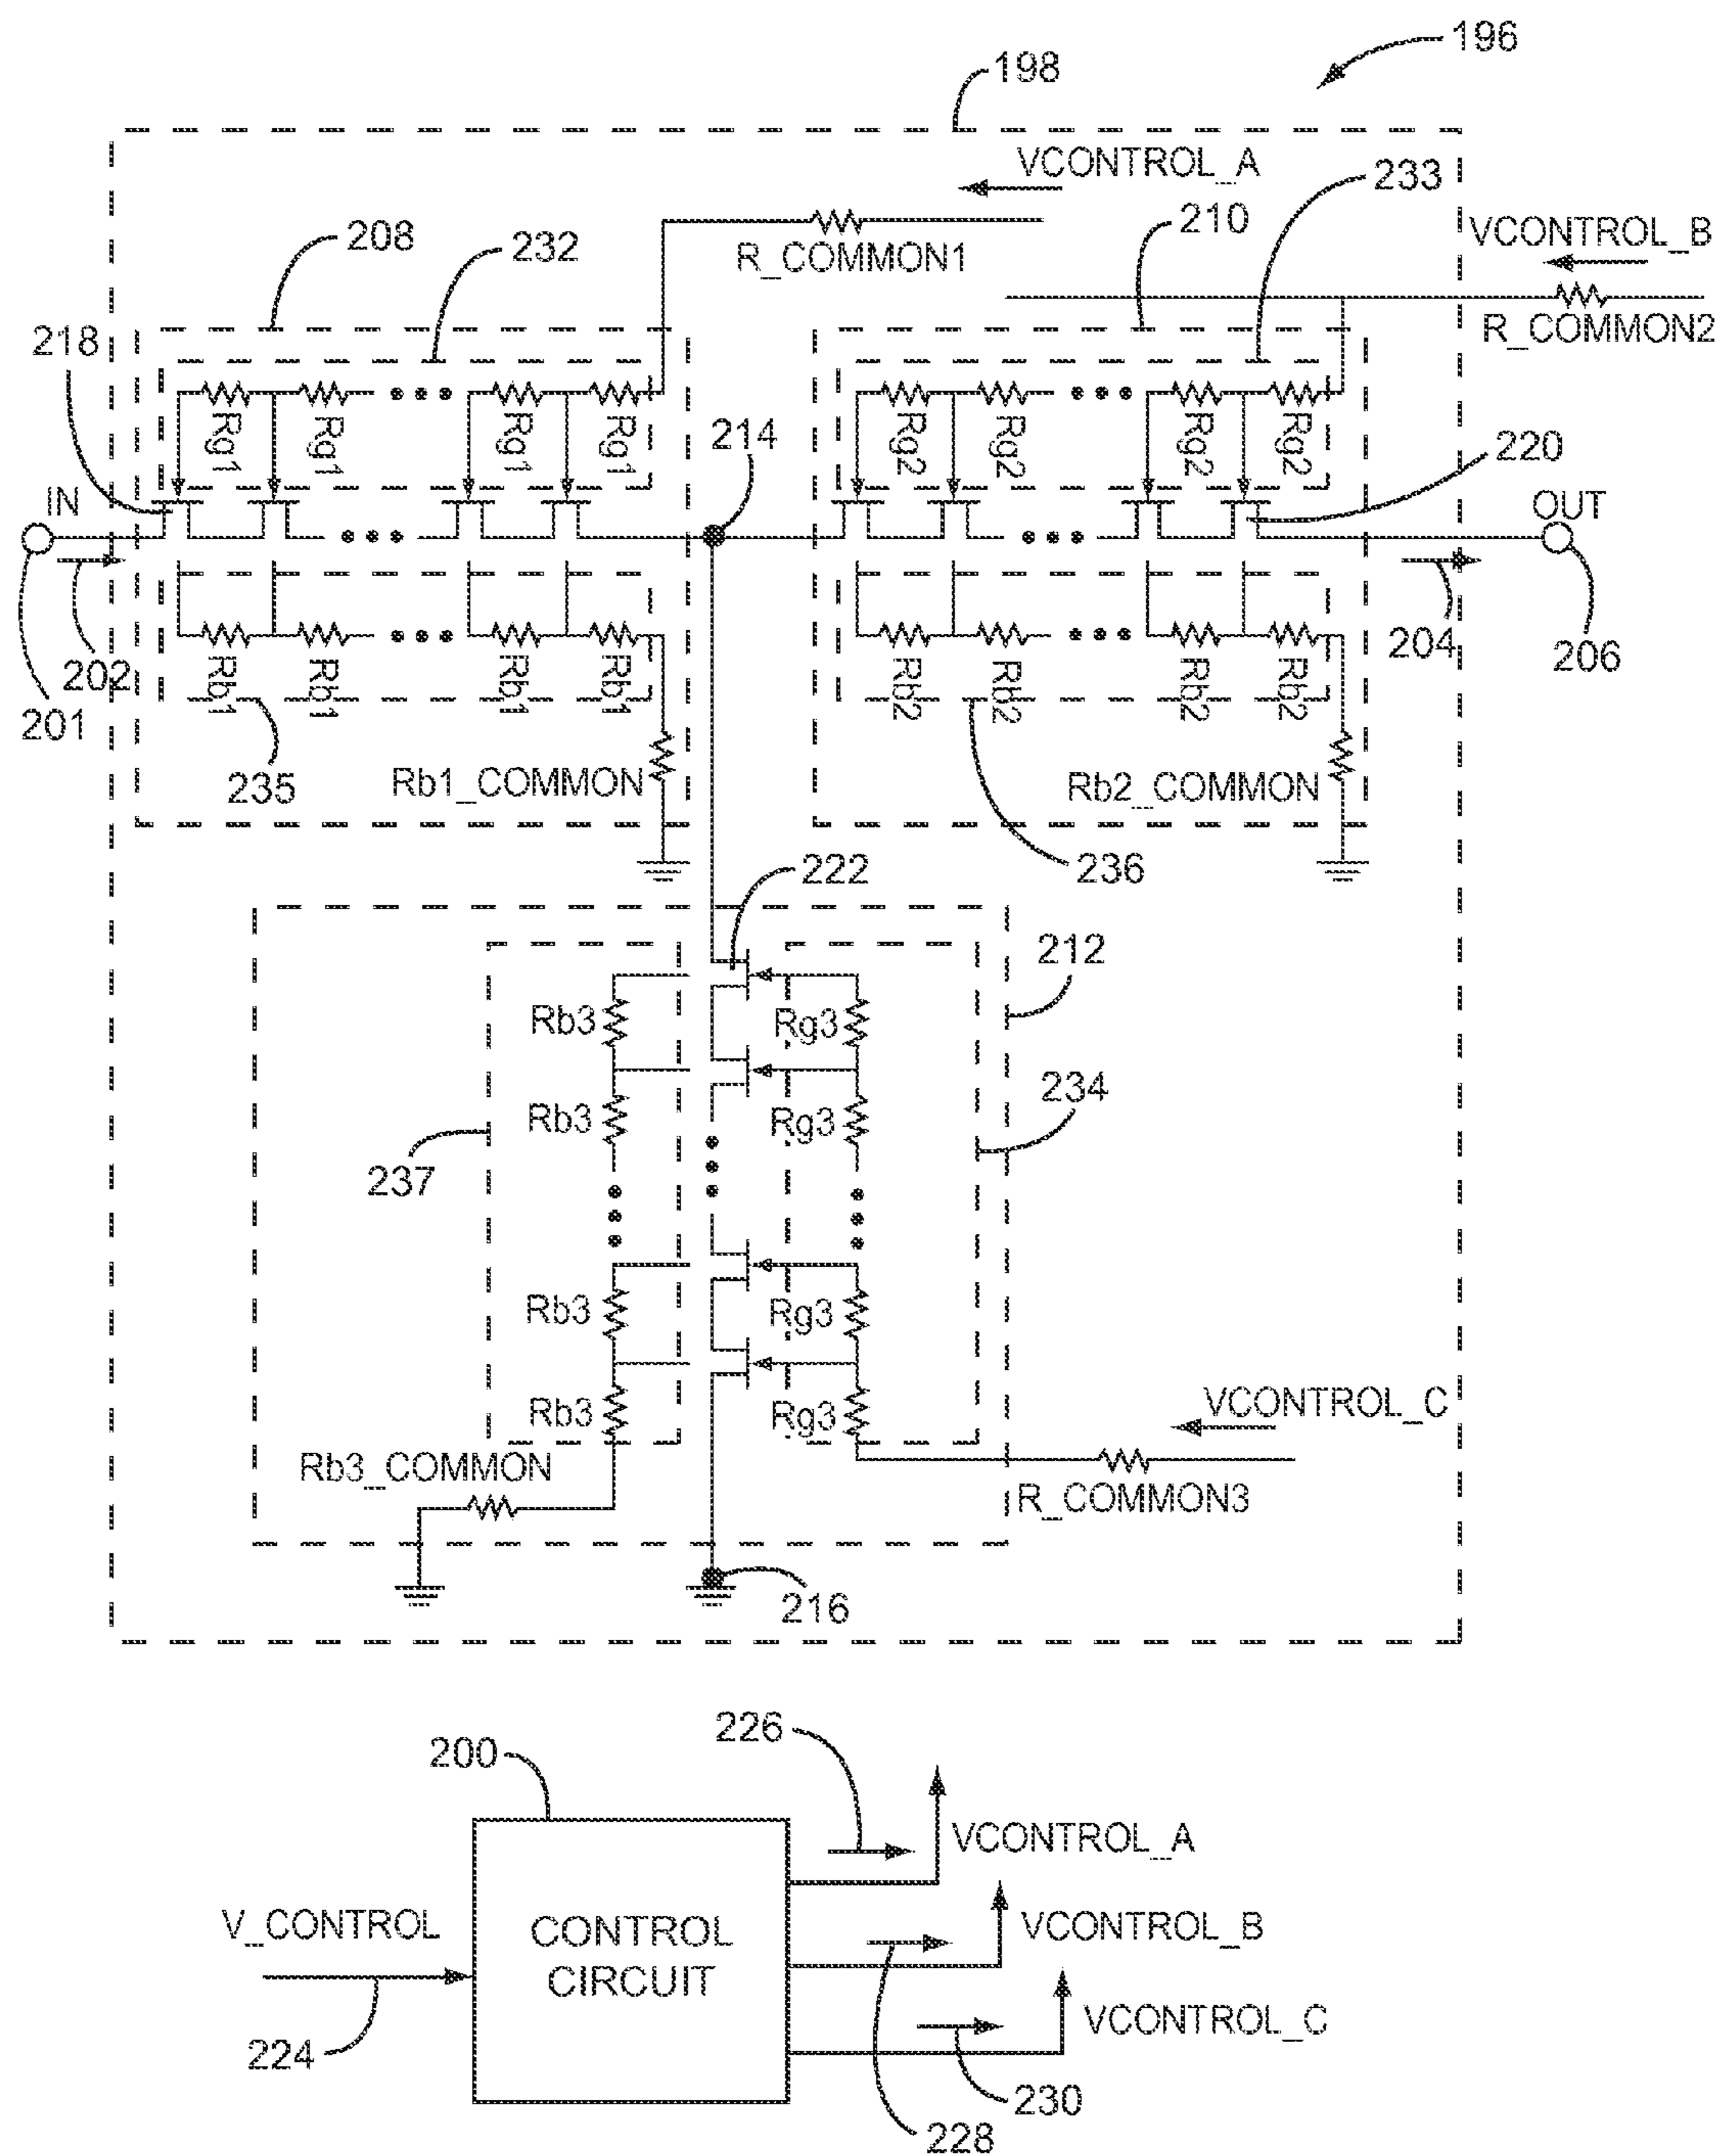 196
198
VCONTROL_A
233
208
232
R_COMMON1
210
VCONTROL_B
R_COMMON2
218
Rg1
Rg1
Rg1
Rg1
214
Rg2
Rg2
Rg2
Rg2
220
IN
OUT
202
201
Rb1
Rb1
Rb1
Rb1
Rb2
Rb2
Rb2
Rb2
204
206
235
Rb1_COMMON
Rb2_COMMON
236
222
212
Rb3
Rg3
234
Rb3
Rg3
237
Rb3
Rg3
Rb3
Rg3
VCONTROL_C
Rb3_COMMON
R_COMMON3
216
226
200
VCONTROL_A
V_CONTROL
CONTROL
CIRCUIT
VCONTROL_B
VCONTROL_C
224
230
228